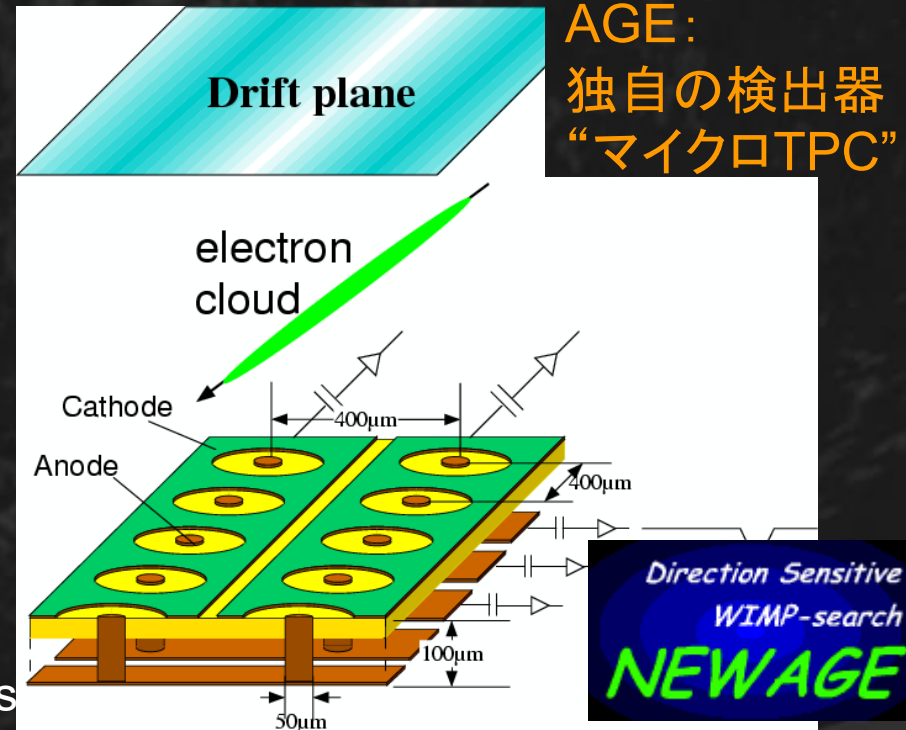 AGE：
独自の検出器
“マイクロTPC”
Drift plane
electron
cloud
Cathode
Anode
400μm
400μm
100μm
50μm
Direction Sensitive
WIMP-search
NEWAGE
s